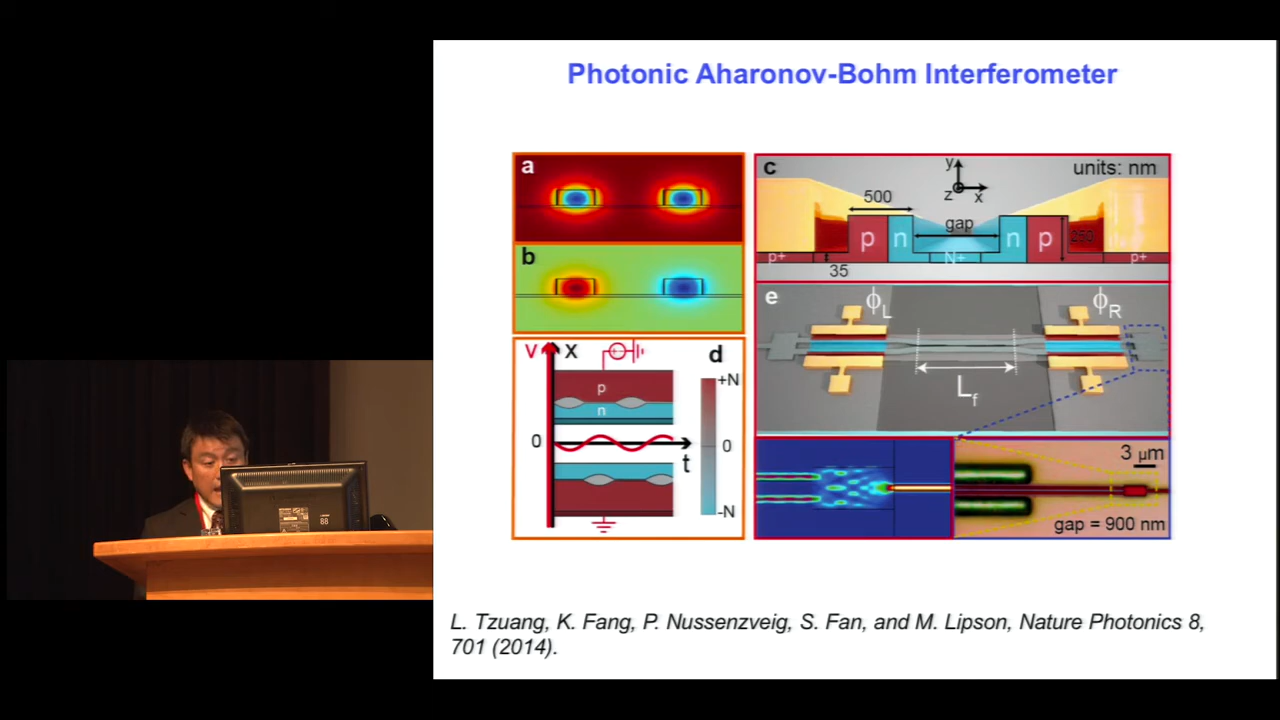 Photonic Aharonov-Bohm Interferometer
a
b
V X
d
p
n
0
t
+N
0
-N
c
y
z x
units: nm
500
gap
p n n p
250
p+ N+ p+
35
e
ϕL
ϕR
Lf
3 μm
gap = 900 nm
L. Tzuang, K. Fang, P. Nussenzveig, S. Fan, and M. Lipson, Nature Photonics 8,
701 (2014).